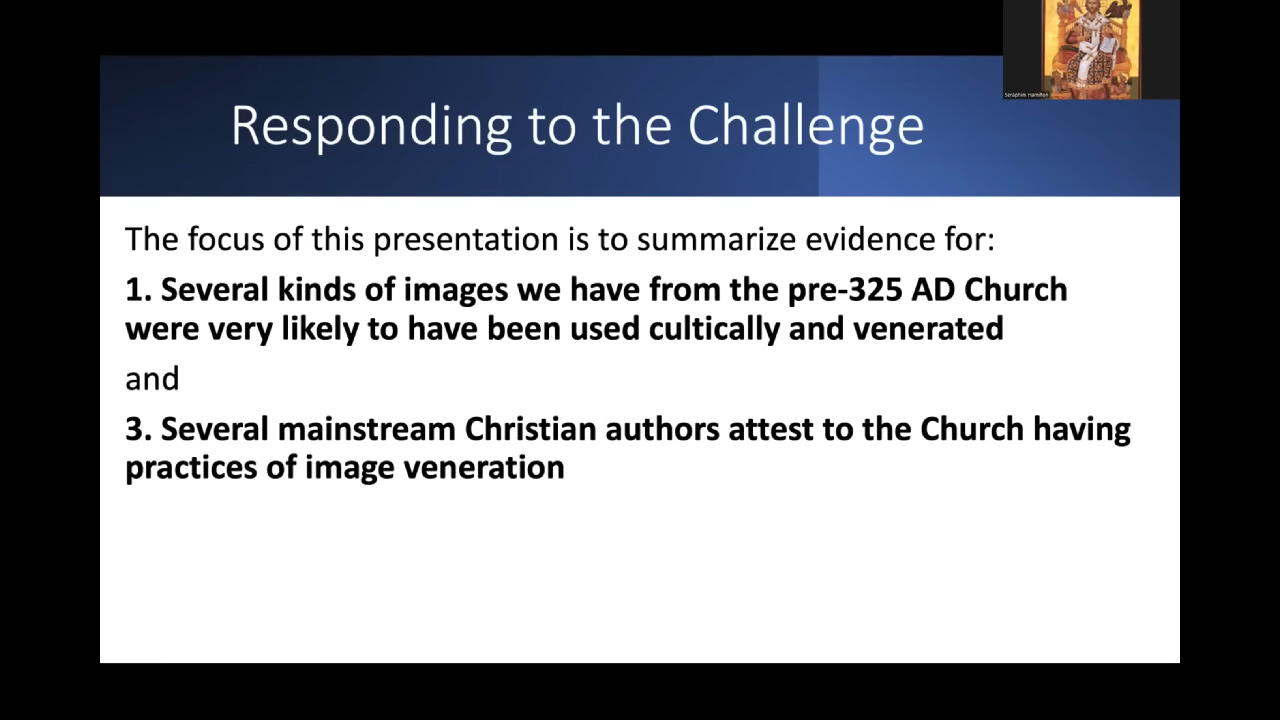 Seraphim Hamilton
Responding to the Challenge
The focus of this presentation is to summarize evidence for:
1. Several kinds of images we have from the pre-325 AD Church
were very likely to have been used cultically and venerated
and
3. Several mainstream Christian authors attest to the Church having
practices of image veneration